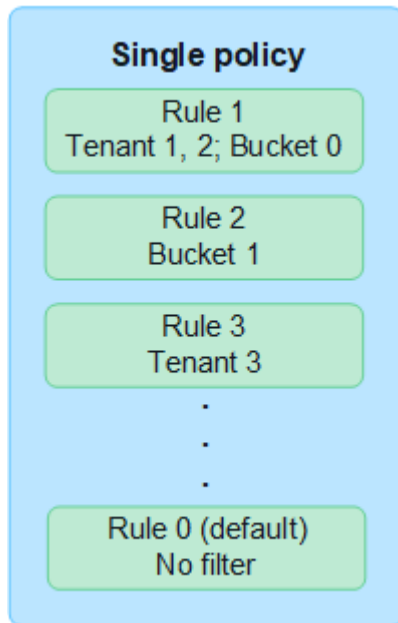 Single policy
Rule 1
Tenant 1, 2; Bucket 0
Rule 2
Bucket 1
Rule 3
Tenant 3
.
.
.
Rule 0 (default)
No filter